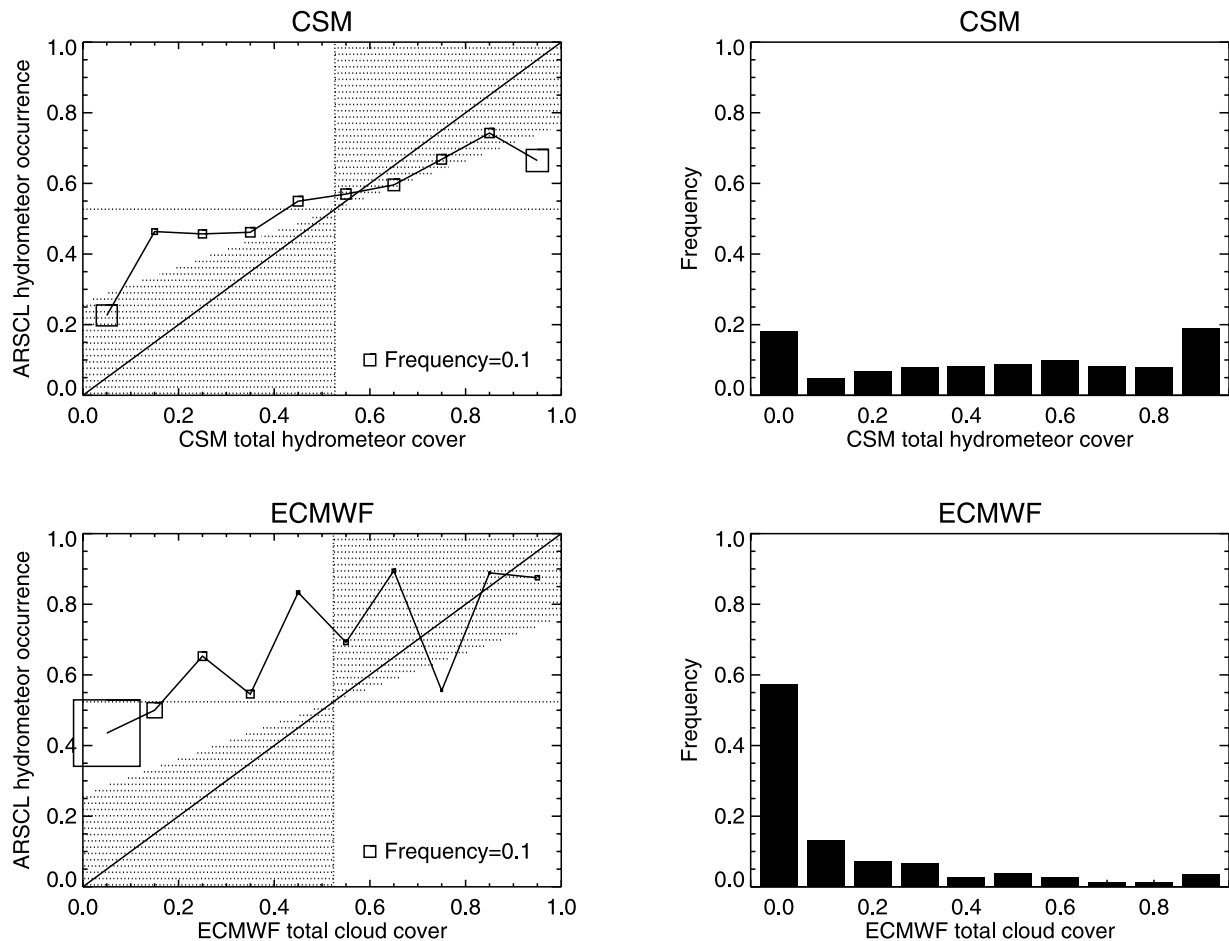 CSM
ARSCL hydrometeor occurrence
1.0
0.8
0.6
0.4
0.2
0.0
Frequency=0.1
0.0 0.2 0.4 0.6 0.8 1.0
CSM total hydrometeor cover
CSM
Frequency
1.0
0.8
0.6
0.4
0.2
0.0
0.0 0.2 0.4 0.6 0.8
CSM total hydrometeor cover
ECMWF
ARSCL hydrometeor occurrence
1.0
0.8
0.6
0.4
0.2
0.0
Frequency=0.1
0.0 0.2 0.4 0.6 0.8 1.0
ECMWF total cloud cover
ECMWF
Frequency
1.0
0.8
0.6
0.4
0.2
0.0
0.0 0.2 0.4 0.6 0.8
ECMWF total cloud cover